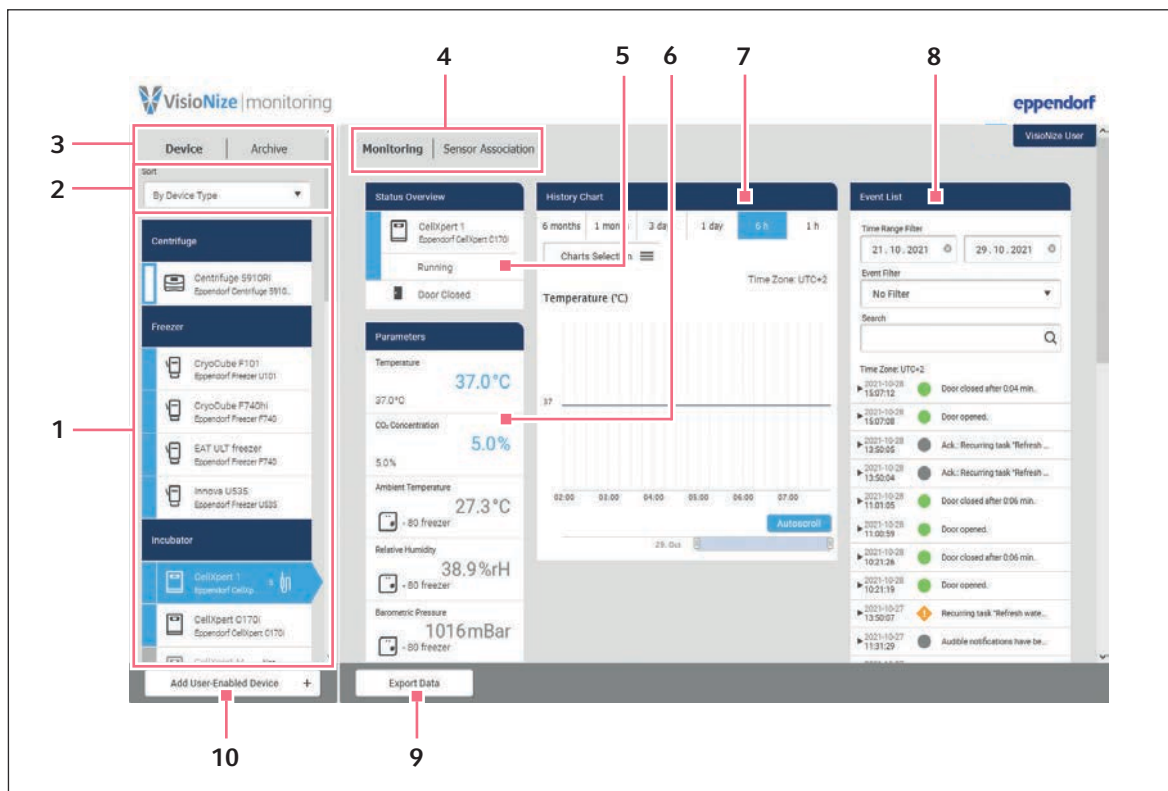 4
5
6
7
8
VisioNize | monitoring
eppendorf
VisioNize User
3
Device | Archive
Monitoring | Sensor Association
2
Sort
By Device Type
1
Centrifuge
Centrifuge 5910Ri
Eppendorf Centrifuge 5910..
Freezer
CryoCube F101
Eppendorf Freezer U101
CryoCube F740hi
Eppendorf Freezer F740
EAT ULT freezer
Eppendorf Freezer F740
Innova U535
Eppendorf Freezer U535
Incubator
CellXpert 1
Eppendorf CellXp...
CellXpert C170i
Eppendorf CellXpert C170i
Add User-Enabled Device +
10
Status Overview
CellXpert 1
Eppendorf CellXpert C170i
Running
Door Closed
Parameters
Temperature
37.0°C
37.0°C
CO₂ Concentration
5.0%
5.0%
Ambient Temperature
27.3°C
- 80 freezer
Relative Humidity
38.9%rH
- 80 freezer
Barometric Pressure
1016mBar
- 80 freezer
Export Data
9
History Chart
6 months
1 month
3 day
1 day
6 h
1 h
Charts Selection
Time Zone: UTC+2
Temperature (°C)
37
02:00 03:00 04:00 05:00 06:00 07:00
Autoscroll
29. Oct
Event List
Time Range Filter
21.10.2021
29.10.2021
Event Filter
No Filter
Search
Time Zone: UTC+2
2021-10-28
15:07:12
Door closed after 0:04 min.
2021-10-28
15:07:08
Door opened.
2021-10-28
13:50:05
Ack.: Recurring task "Refresh ...
2021-10-28
13:50:04
Ack.: Recurring task "Refresh ...
2021-10-28
11:01:05
Door closed after 0:06 min.
2021-10-28
11:00:59
Door opened.
2021-10-28
10:21:26
Door closed after 0:06 min.
2021-10-28
10:21:19
Door opened.
2021-10-27
13:50:07
Recurring task "Refresh wate...
2021-10-27
11:31:29
Audible notifications have be...